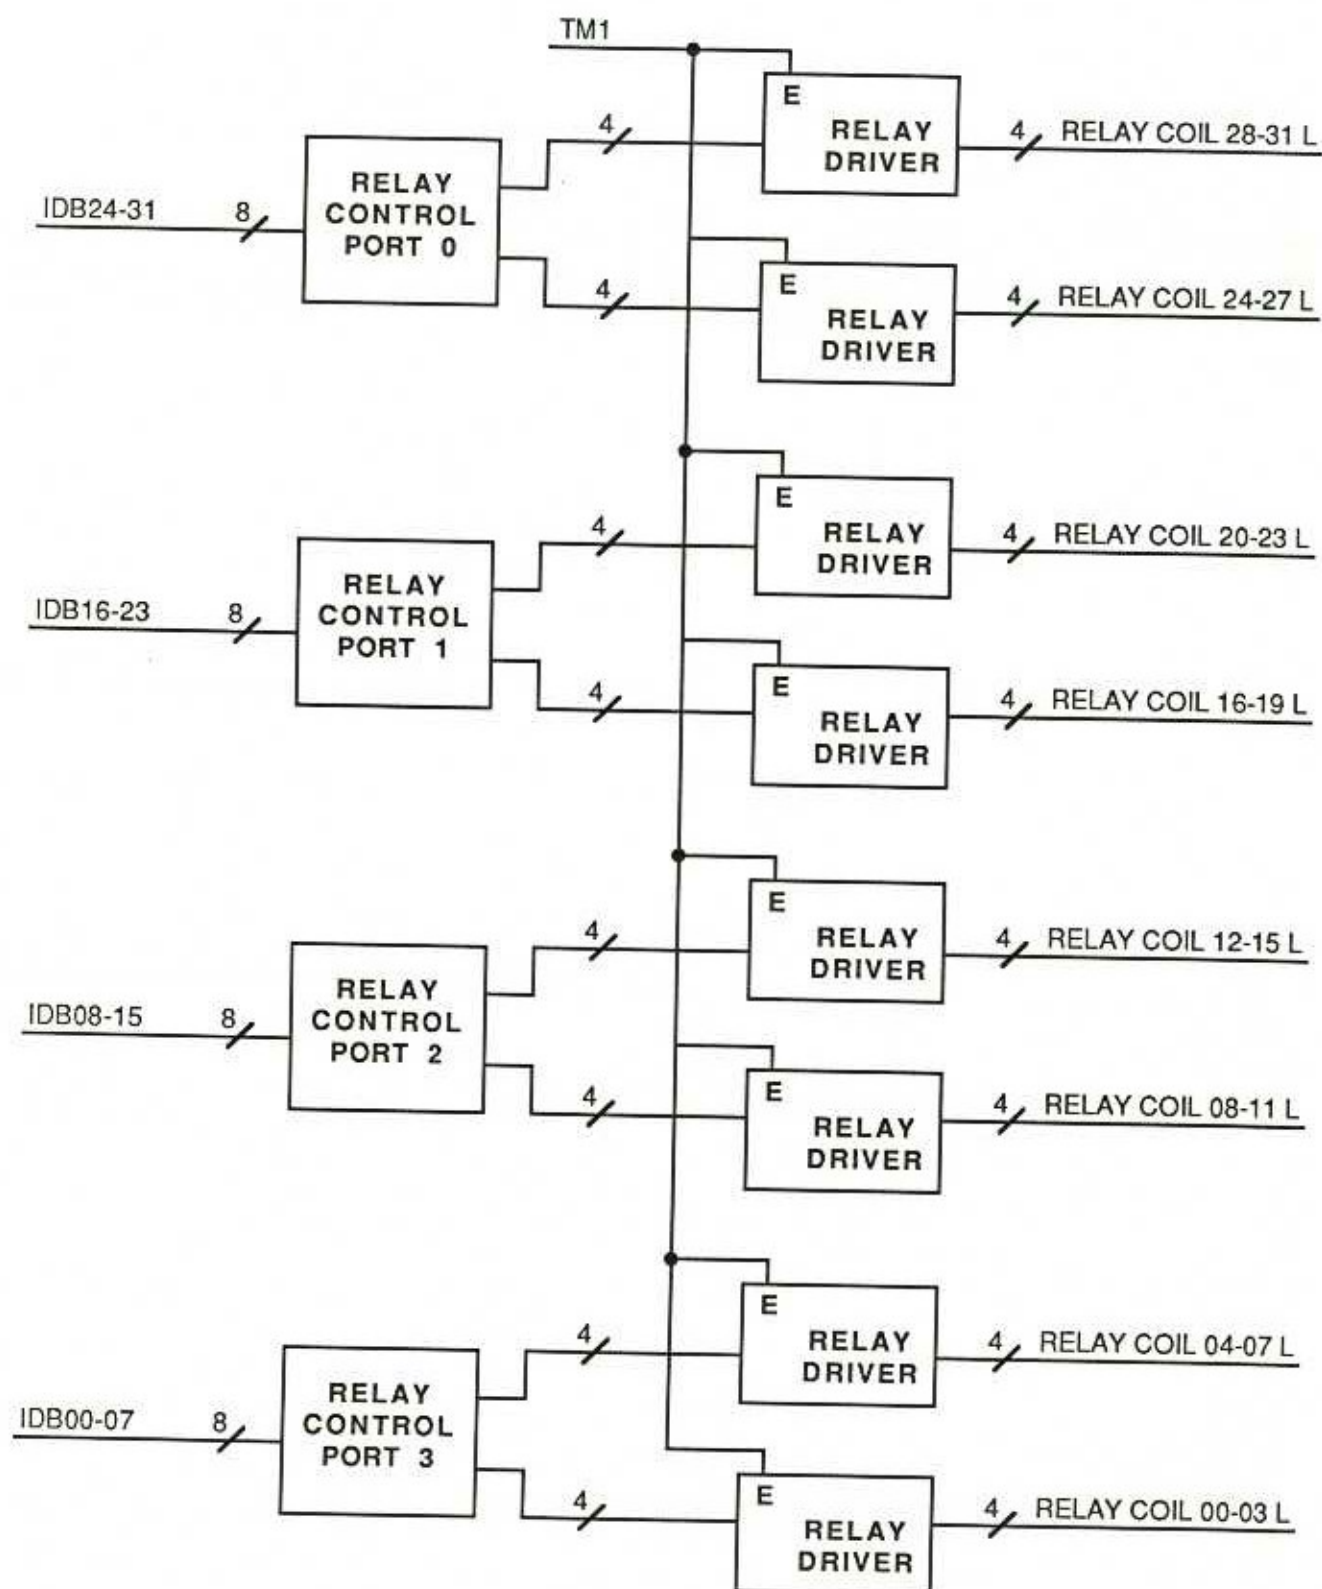 TM1
E
RELAY
DRIVER
4
4
RELAY COIL 28-31 L
RELAY
CONTROL
PORT 0
IDB24-31
8
4
E
RELAY
DRIVER
4
RELAY COIL 24-27 L
E
RELAY
DRIVER
4
4
RELAY COIL 20-23 L
RELAY
CONTROL
PORT 1
IDB16-23
8
4
E
RELAY
DRIVER
4
RELAY COIL 16-19 L
E
RELAY
DRIVER
4
4
RELAY COIL 12-15 L
RELAY
CONTROL
PORT 2
IDB08-15
8
4
E
RELAY
DRIVER
4
RELAY COIL 08-11 L
E
RELAY
DRIVER
4
4
RELAY COIL 04-07 L
RELAY
CONTROL
PORT 3
IDB00-07
8
4
E
RELAY
DRIVER
4
RELAY COIL 00-03 L